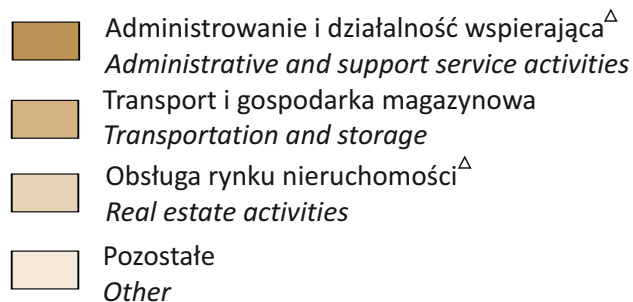 Administrowanie i działalność wspierająca△
Administrative and support service activities
Transport i gospodarka magazynowa
Transportation and storage
Obsługa rynku nieruchomości△
Real estate activities
Pozostałe
Other